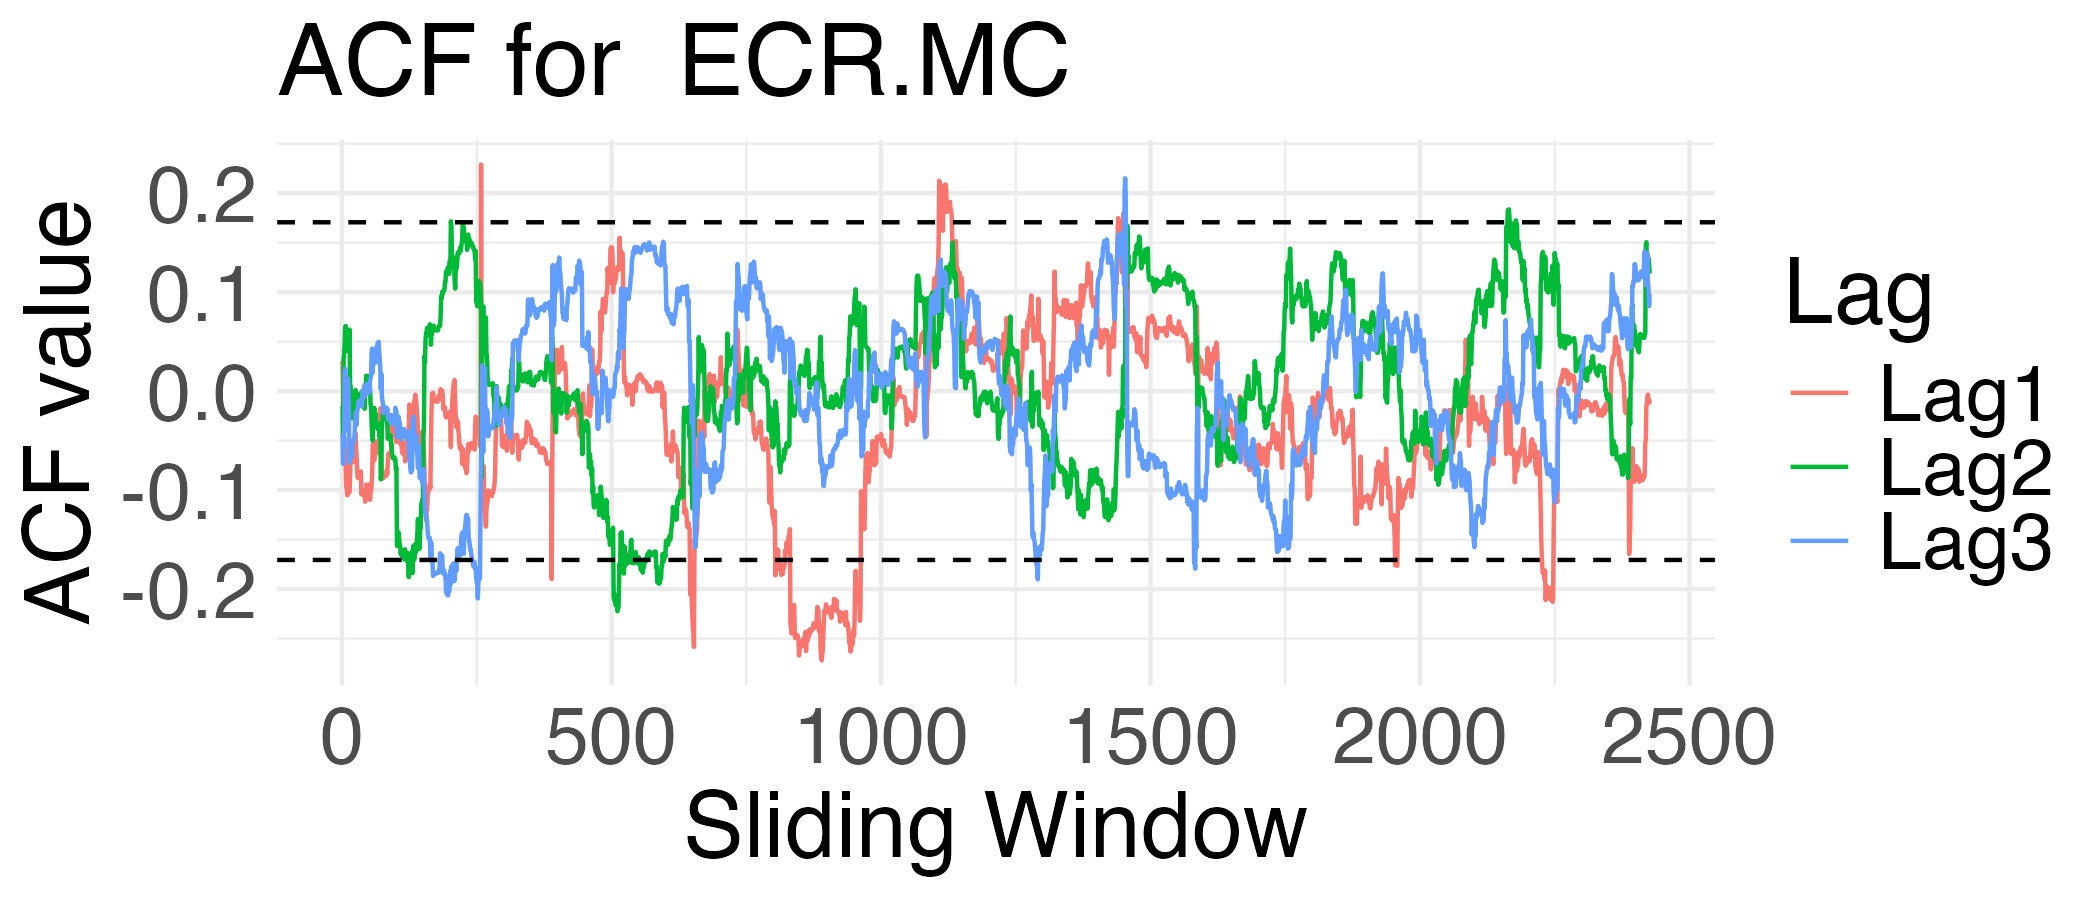 ACF for  ECR.MC
ACF value
0.2
0.1
0.0
-0.1
-0.2
0 500 1000 1500 2000 2500
Sliding Window
Lag
Lag1
Lag2
Lag3